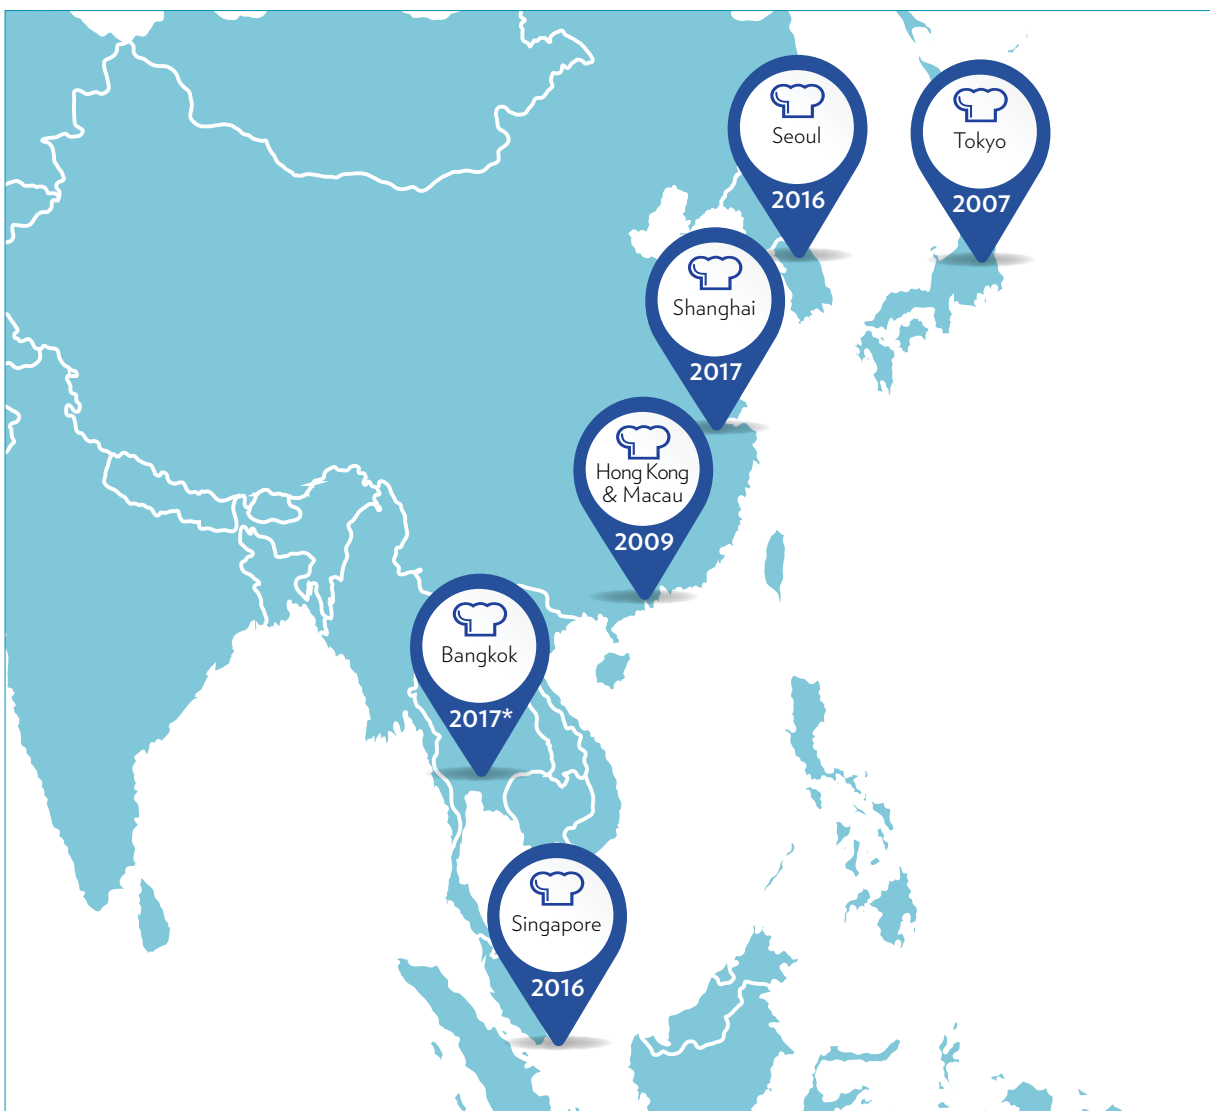 Seoul
2016
Tokyo
2007
Shanghai
2017
Hong Kong
& Macau
2009
Bangkok
2017*
Singapore
2016